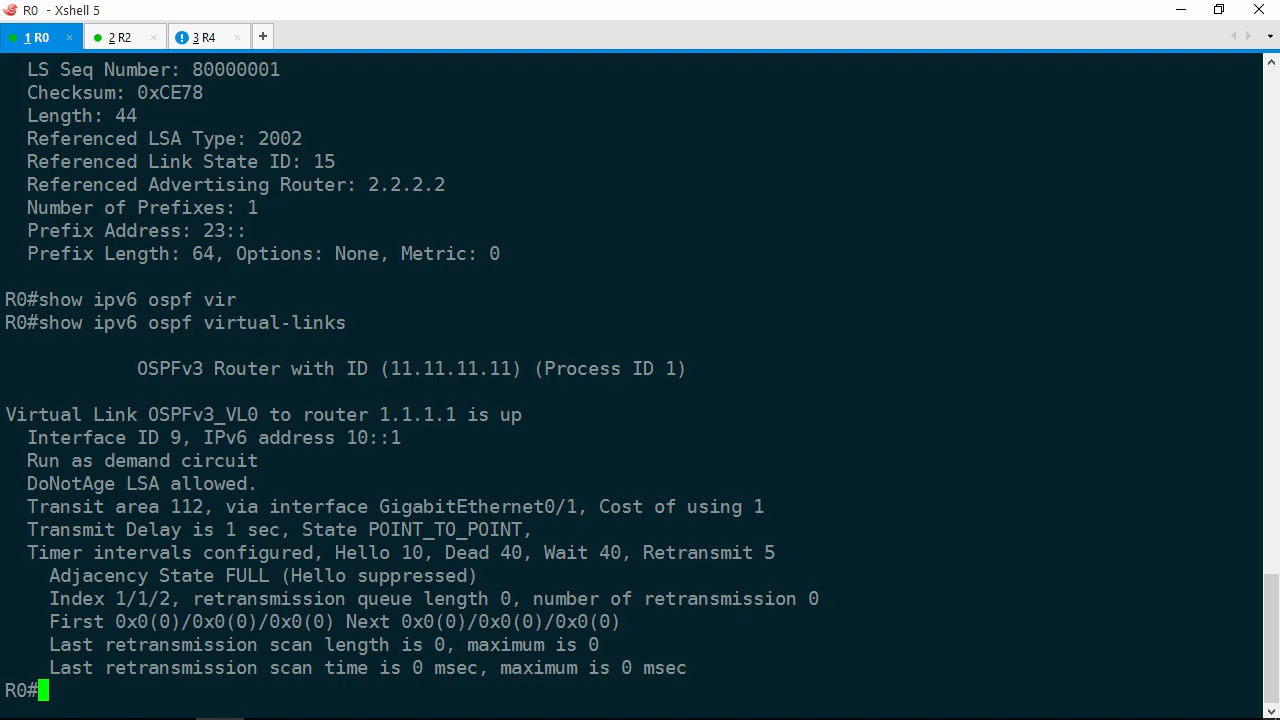 R0 - Xshell 5
1 R0 × 2 R2 × 3 R4 × +
LS Seq Number: 80000001
Checksum: 0xCE78
Length: 44
Referenced LSA Type: 2002
Referenced Link State ID: 15
Referenced Advertising Router: 2.2.2.2
Number of Prefixes: 1
Prefix Address: 23::
Prefix Length: 64, Options: None, Metric: 0
R0#show ipv6 ospf vir
R0#show ipv6 ospf virtual-links
OSPFv3 Router with ID (11.11.11.11) (Process ID 1)
Virtual Link OSPFv3_VL0 to router 1.1.1.1 is up
Interface ID 9, IPv6 address 10::1
Run as demand circuit
DoNotAge LSA allowed.
Transit area 112, via interface GigabitEthernet0/1, Cost of using 1
Transmit Delay is 1 sec, State POINT_TO_POINT,
Timer intervals configured, Hello 10, Dead 40, Wait 40, Retransmit 5
Adjacency State FULL (Hello suppressed)
Index 1/1/2, retransmission queue length 0, number of retransmission 0
First 0x0(0)/0x0(0)/0x0(0) Next 0x0(0)/0x0(0)/0x0(0)
Last retransmission scan length is 0, maximum is 0
Last retransmission scan time is 0 msec, maximum is 0 msec
R0#